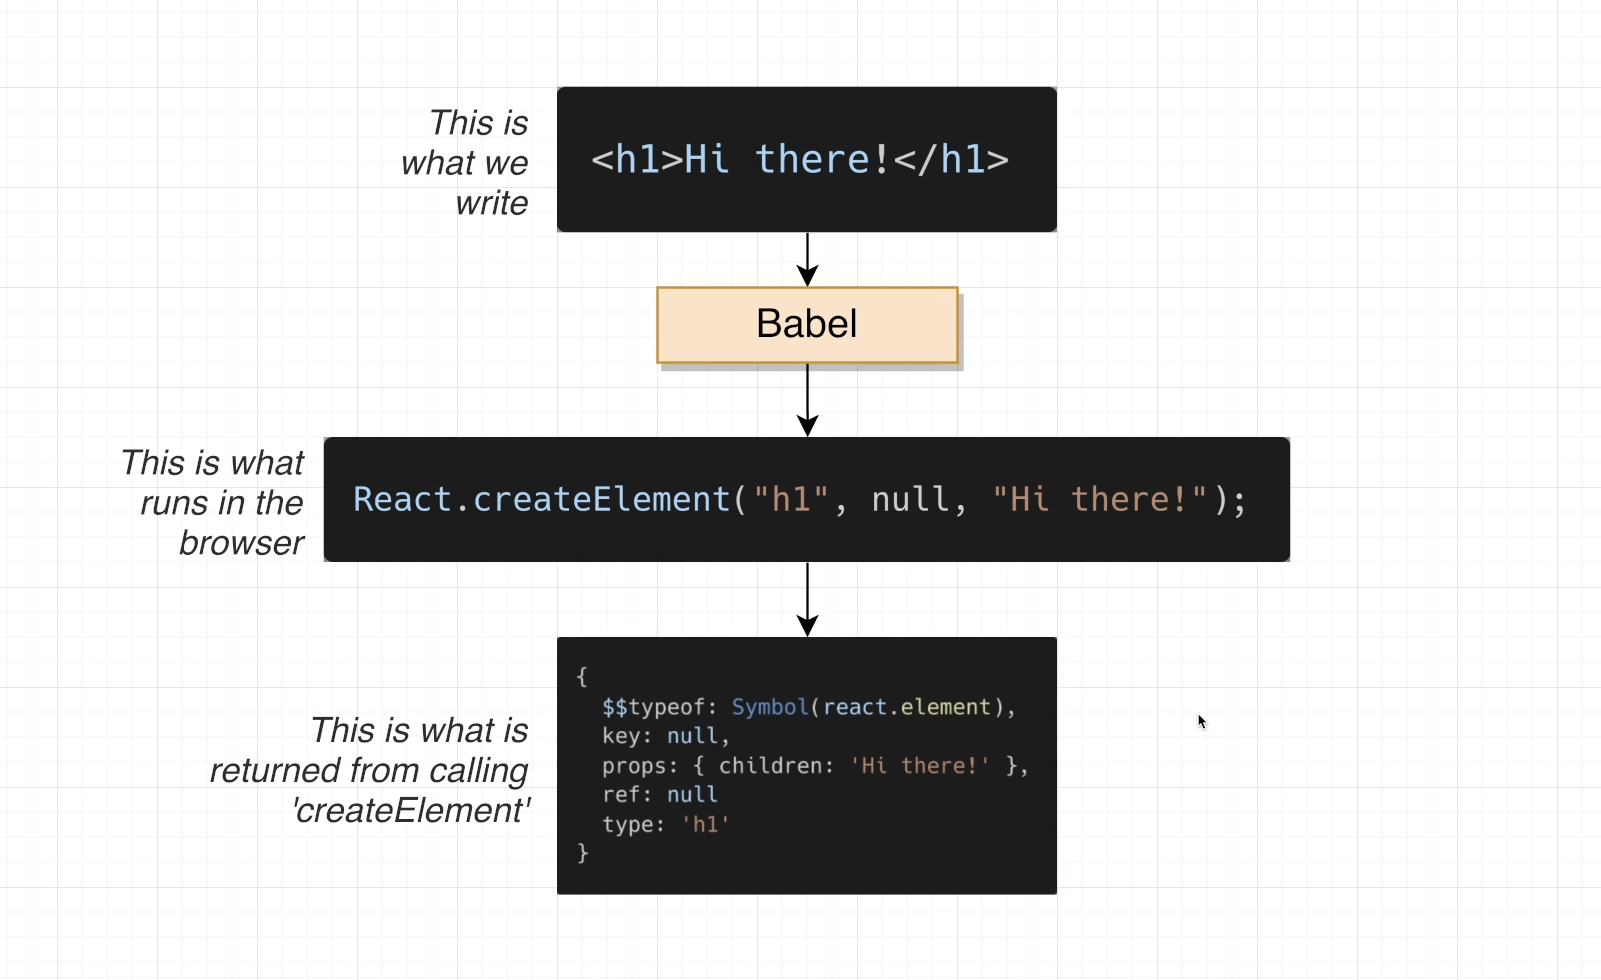 This is
what we
write
<h1>Hi there!</h1>
Babel
This is what
runs in the
browser
React.createElement("h1", null, "Hi there!");
This is what is
returned from calling
'createElement'
{
  $$typeof: Symbol(react.element),
  key: null,
  props: { children: 'Hi there!' },
  ref: null
  type: 'h1'
}